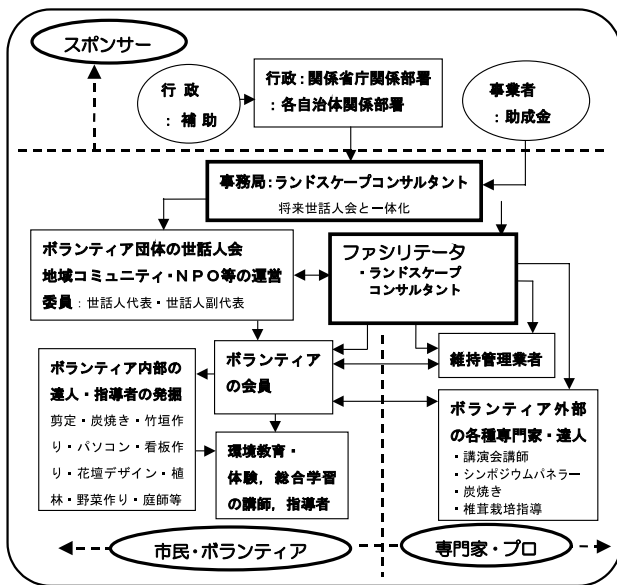 スポンサー
行 政
：補 助
行政：関係省庁関係部署
：各自治体関係部署
事業者
：助成金
事務局：ランドスケープコンサルタント
将来世話人会と一体化
ボランティア団体の世話人会
地域コミュニティ・ＮＰＯ等の運営
委員：世話人代表・世話人副代表
ファシリテータ
・ランドスケープ
コンサルタント
ボランティア内部の
達人・指導者の発掘
剪定・炭焼き・竹垣作
り・パソコン・看板作
り・花壇デザイン・植
林・野菜作り・庭師等
ボランティア
の会員
維持管理業者
環境教育・
体験，総合学習
の講師，指導者
ボランティア外部
の各種専門家・達人
・講演会講師
・シンポジウムパネラー
・炭焼き
・椎茸栽培指導
市民・ボランティア
専門家・プロ